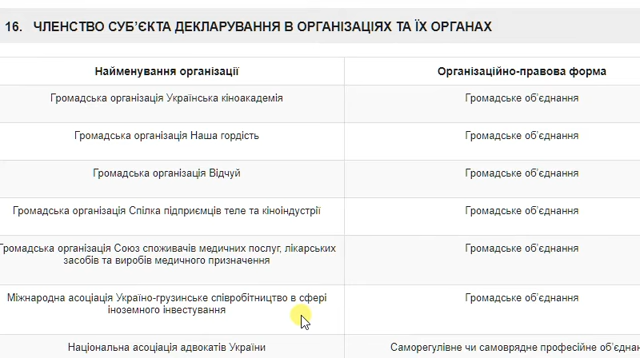 16. ЧЛЕНСТВО СУБ'ЄКТА ДЕКЛАРУВАННЯ В ОРГАНІЗАЦІЯХ ТА ЇХ ОРГАНАХ
Найменування організації Організаційно-правова форма
Громадська організація Українська кіноакадемія Громадське об'єднання
Громадська організація Наша гордість Громадське об'єднання
Громадська організація Відчуй Громадське об'єднання
Громадська організація Спілка підприємців теле та кіноіндустрії Громадське об'єднання
Громадська організація Союз споживачів медичних послуг, лікарських Громадське об'єднання
засобів та виробів медичного призначення
Міжнародна асоціація Україно-грузинське співробітництво в сфері Громадське об'єднання
іноземного інвестування
Національна асоціація адвокатів України Саморегулівне чи самоврядне професійне об'єдна